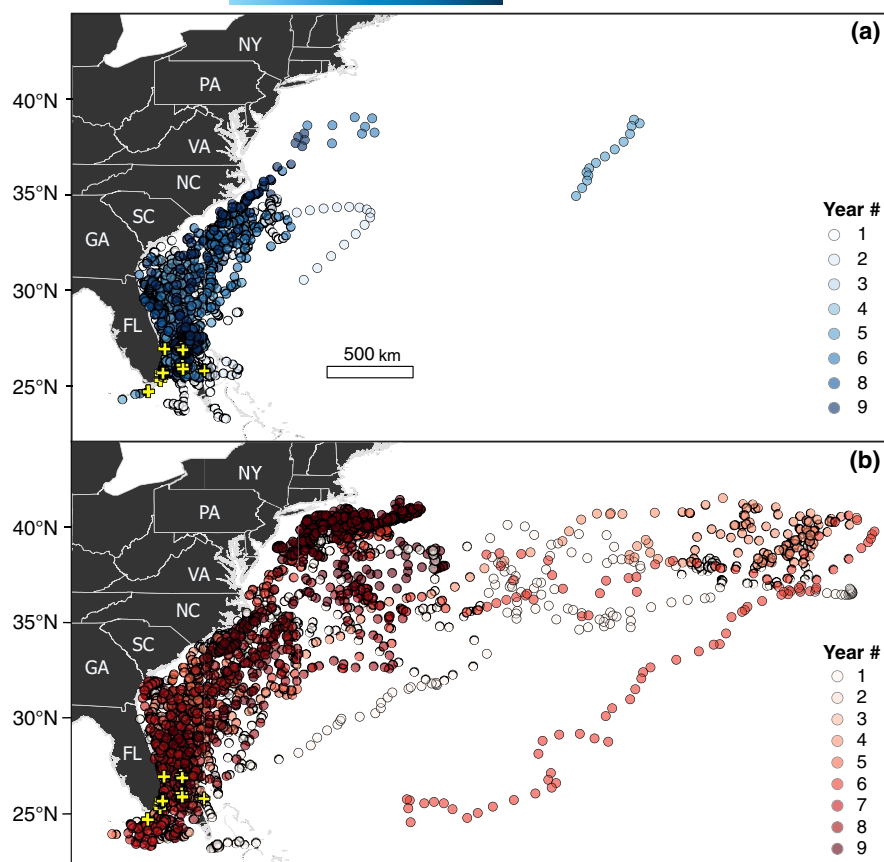 (a)
NY
40°N
PA
VA
35°N
NC
SC
Year #
GA
1
2
30°N
3
4
FL
5
500 km
6
25°N
8
9
(b)
NY
40°N
PA
VA
35°N
NC
SC
Year #
GA
1
2
30°N
3
4
FL
5
6
25°N
7
8
9